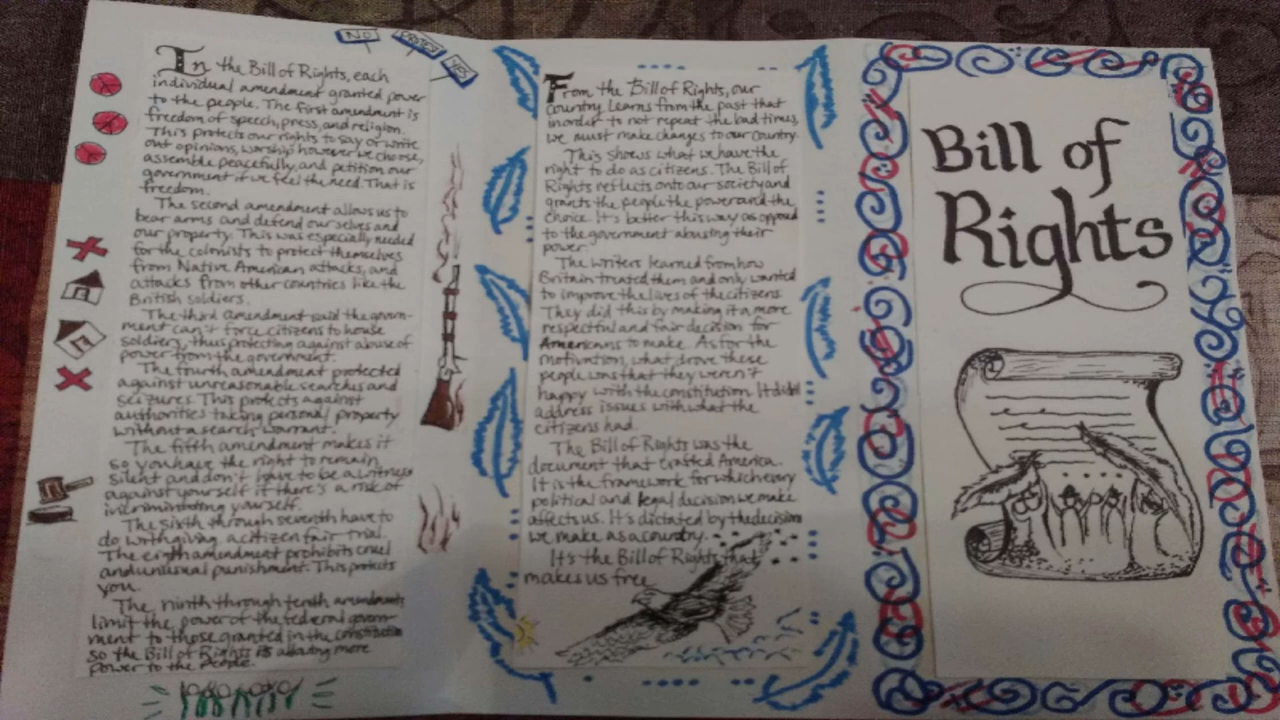 NO
PROTEST
YES
In the Bill of Rights, each
individual amendment granted power
to the people. The first amendment is
freedom of speech, press, and religion.
This protects our rights to say or write
out opinions, worship however we choose,
assemble peacefully, and petition our
government if we feel the need. That is
freedom.
The second amendment allows us to
bear arms and defend ourselves and
our property. This was especially needed
for the colonists to protect themselves
from Native American attacks, and
attacks from other countries like the
British soldiers.
The third amendment said the govern-
ment can't force citizens to house
soldiers, thus protecting against abuse of
power from the government.
The fourth amendment protected
against unreasonable searches and
seizures. This protects against
authorities taking personal property
without a search warrant.
The fifth amendment makes it
so you have the right to remain
silent and don't have to be a witness
against yourself if there's a risk of
incriminating yourself.
The sixth through seventh have to
do with giving a citizen fair trial.
The eighth amendment prohibits cruel
and unusual punishment. This protects
you.
The ninth through tenth amendments
limit the power of the federal govern-
ment to those granted in the constitution
so the Bill of Rights is allowing more
power to the people.
From the Bill of Rights, our
country learns from the past that
in order to not repeat the bad times,
we must make changes to our country.
This shows what we have the
right to do as citizens. The Bill of
Rights reflects onto our society and
grants the people the power and the
choice. It's better this way as opposed
to the government abusing their
power.
The writers learned from how
Britain treated them and only wanted
to improve the lives of the citizens
They did this by making it a more
respectful and fair decision for
Americans to make. As for the
motivation, what drove these
people was that they weren't
happy with the constitution. It didn't
address issues with what the
citizens had.
The Bill of Rights was the
document that crafted America.
It is the framework for which every
political and legal decision we make
affects us. It's dictated by the decision
we make as a country.
It's the Bill of Rights that
makes us free
Bill of
Rights